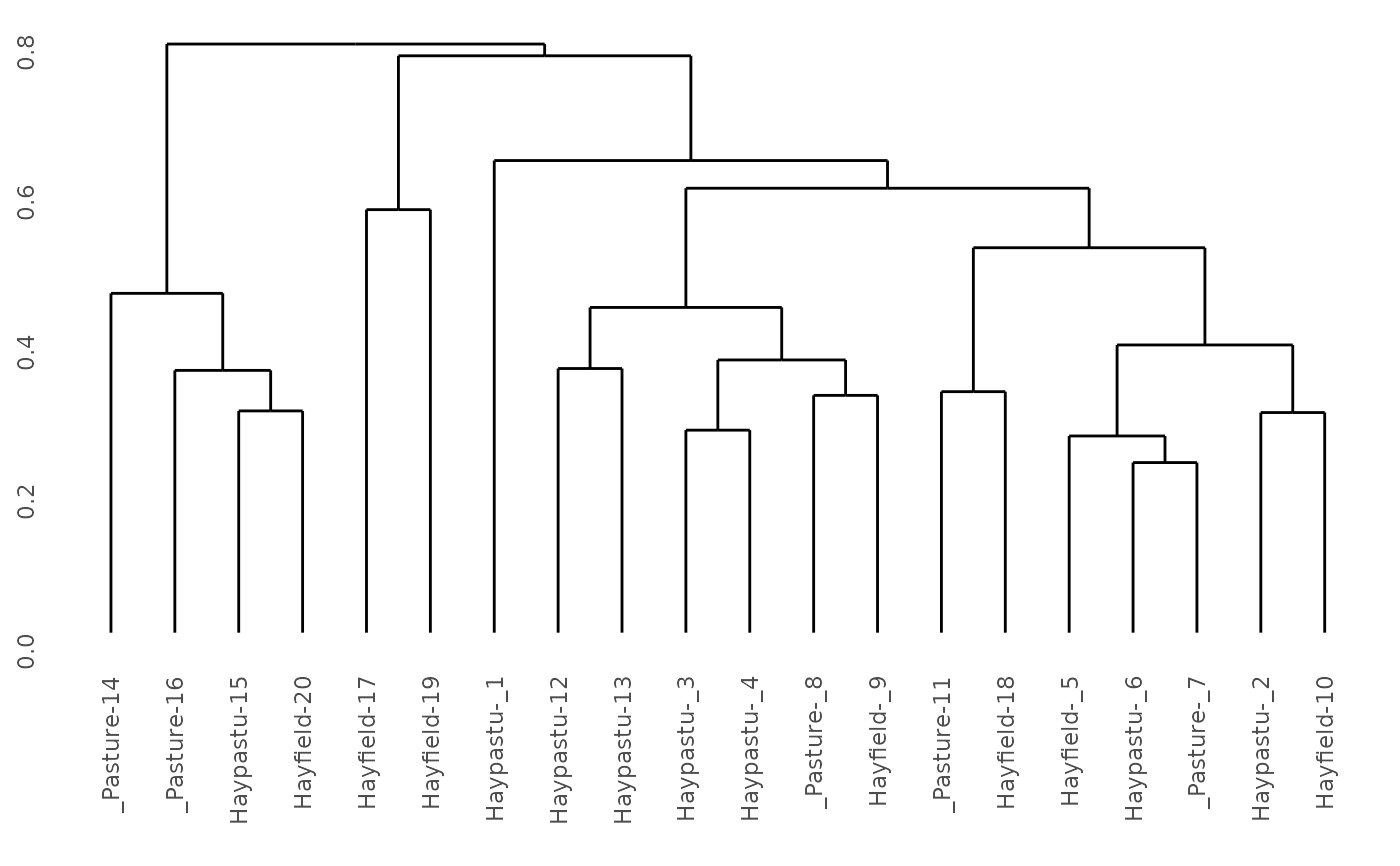 0.8
0.6
0.4
0.2
0.0
_Pasture-14
_Pasture-16
Haypastu-15
Hayfield-20
Hayfield-17
Hayfield-19
Haypastu-_1
Haypastu-12
Haypastu-13
Haypastu-_3
Haypastu-_4
_Pasture-_8
Hayfield-_9
_Pasture-11
Hayfield-18
Hayfield-_5
Haypastu-_6
_Pasture-_7
Haypastu-_2
Hayfield-10